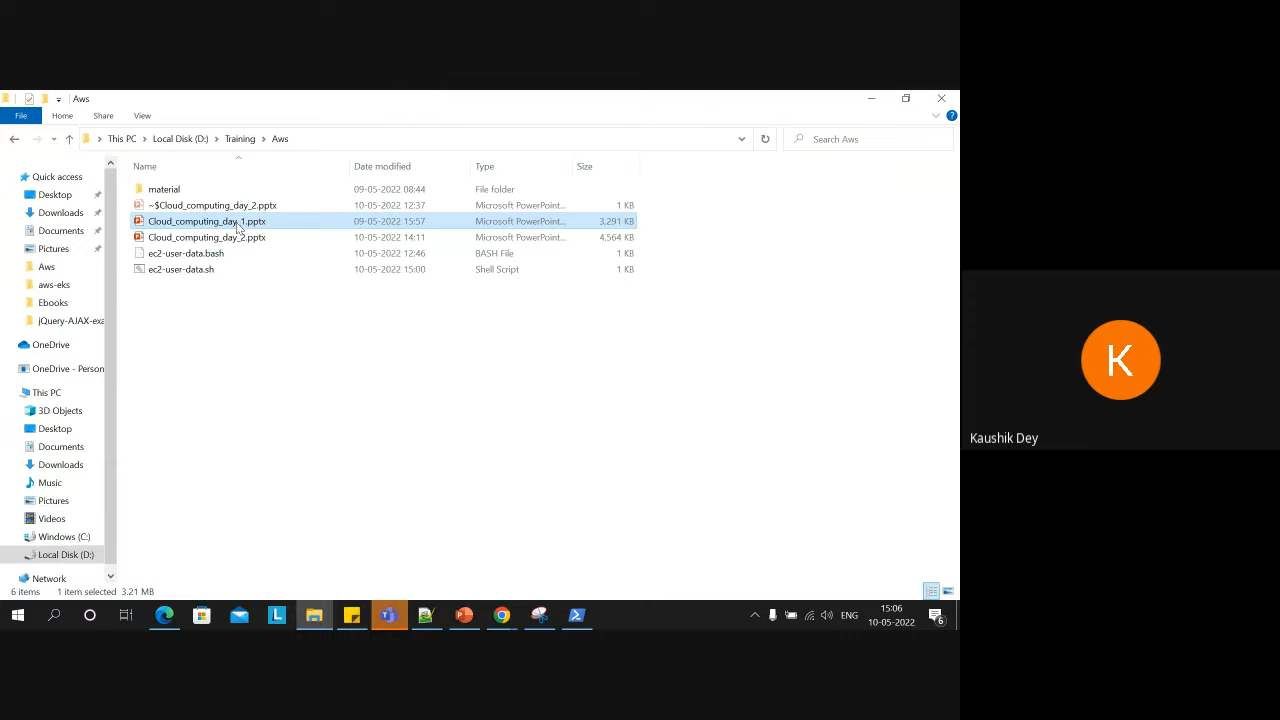 Aws
File Home Share View
This PC Local Disk (D:) Training Aws Search Aws
Name Date modified Type Size
material 09-05-2022 08:44 File folder
~$Cloud_computing_day_2.pptx 10-05-2022 12:37 Microsoft PowerPoint... 1 KB
Cloud_computing_day_1.pptx 09-05-2022 15:57 Microsoft PowerPoint... 3,291 KB
Cloud_computing_day_2.pptx 10-05-2022 14:11 Microsoft PowerPoint... 4,564 KB
ec2-user-data.bash 10-05-2022 12:46 BASH File 1 KB
ec2-user-data.sh 10-05-2022 15:00 Shell Script 1 KB
Quick access
Desktop
Downloads
Documents
Pictures
Aws
aws-eks
Ebooks
jQuery-AJAX-exa
OneDrive
OneDrive - Person
This PC
3D Objects
Desktop
Documents
Downloads
Music
Pictures
Videos
Windows (C:)
Local Disk (D:)
Network
6 items 1 item selected 3.21 MB
ENG 15:06
10-05-2022 6
K
Kaushik Dey